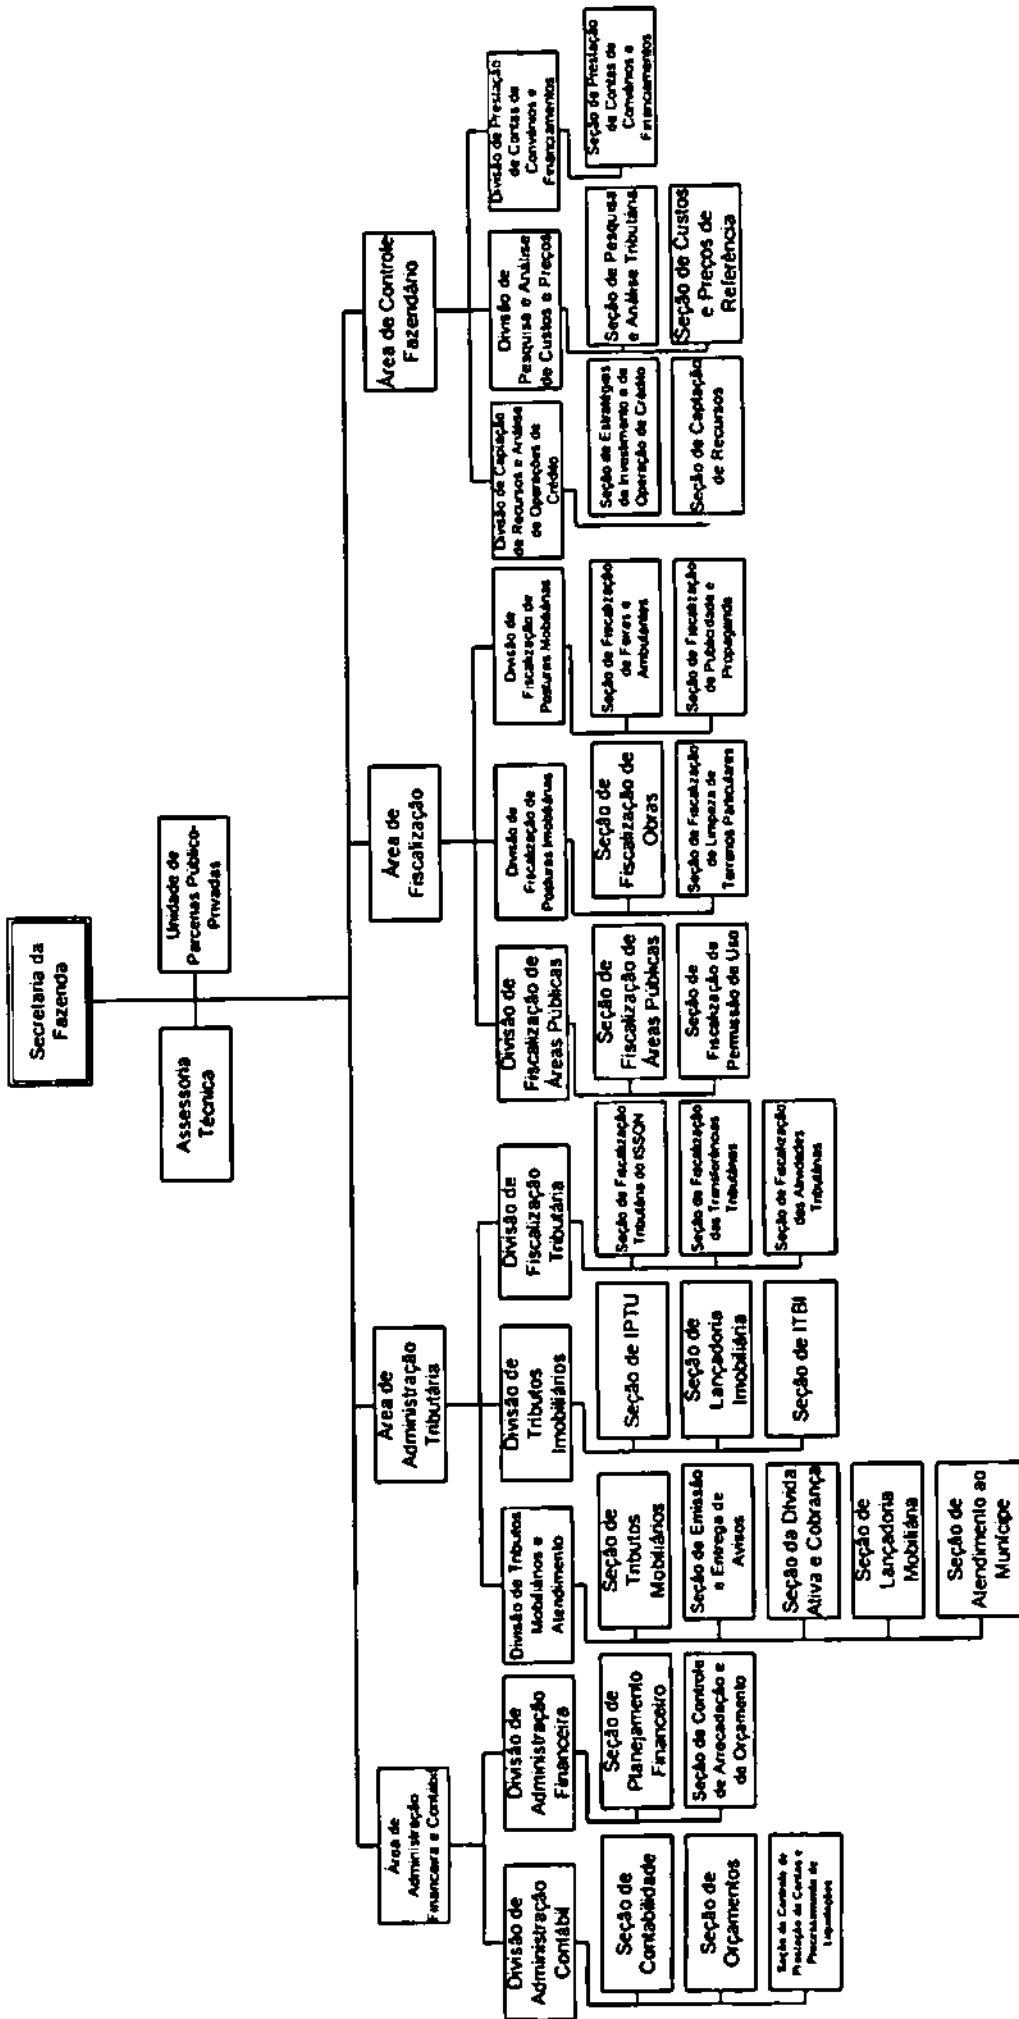 Secretaria da
Fazenda
Assessoria
Técnica
Unidade de
Parcerias Público-
Privadas
Área de
Administração
Financeira e Contábil
Área de
Administração
Tributária
Área de
Fiscalização
Área de Controle
Fazendário
Divisão de
Administração
Contábil
Divisão de
Administração
Financeira
Divisão de Tributos
Mobiliários e
Atendimento
Divisão de
Tributos
Imobiliários
Divisão de
Fiscalização
Tributária
Divisão de
Fiscalização de
Áreas Públicas
Divisão de
Fiscalização de
Posturas Imobiliárias
Divisão de
Fiscalização de
Posturas Mobiliárias
Divisão de Captação
de Recursos e Análise
de Operações de
Crédito
Divisão de
Pesquisa e Análise
de Custos e Preços
Divisão de Prestação
de Contas de
Convênios e
Financiamentos
Seção de
Contabilidade
Seção de
Orçamentos
Seção de Controle de
Prestação de Contas e
Processamento de
Liquidações
Seção de
Planejamento
Financeiro
Seção de Controle
de Arrecadação e
de Orçamento
Seção de
Tributos
Mobiliários
Seção de Emissão
e Entrega de
Avisos
Seção da Dívida
Ativa e Cobrança
Seção de
Lançadoria
Mobiliária
Seção de
Atendimento ao
Munícipe
Seção de IPTU
Seção de
Lançadoria
Imobiliária
Seção de ITBI
Seção de Fiscalização
Tributária do ISSQN
Seção de Fiscalização
das Transferências
Tributárias
Seção de Fiscalização
das Atividades
Tributárias
Seção de
Fiscalização de
Áreas Públicas
Seção de
Fiscalização de
Permissão de Uso
Seção de
Fiscalização de
Obras
Seção de Fiscalização
de Limpeza de
Terrenos Particulares
Seção de Fiscalização
de Feiras e
Ambulantes
Seção de Fiscalização
de Publicidade e
Propaganda
Seção de Estratégias
de Investimento e de
Operação de Crédito
Seção de Captação
de Recursos
Seção de Pesquisa
e Análise Tributária
Seção de Custos
e Preços de
Referência
Seção de Prestação
de Contas de
Convênios e
Financiamentos